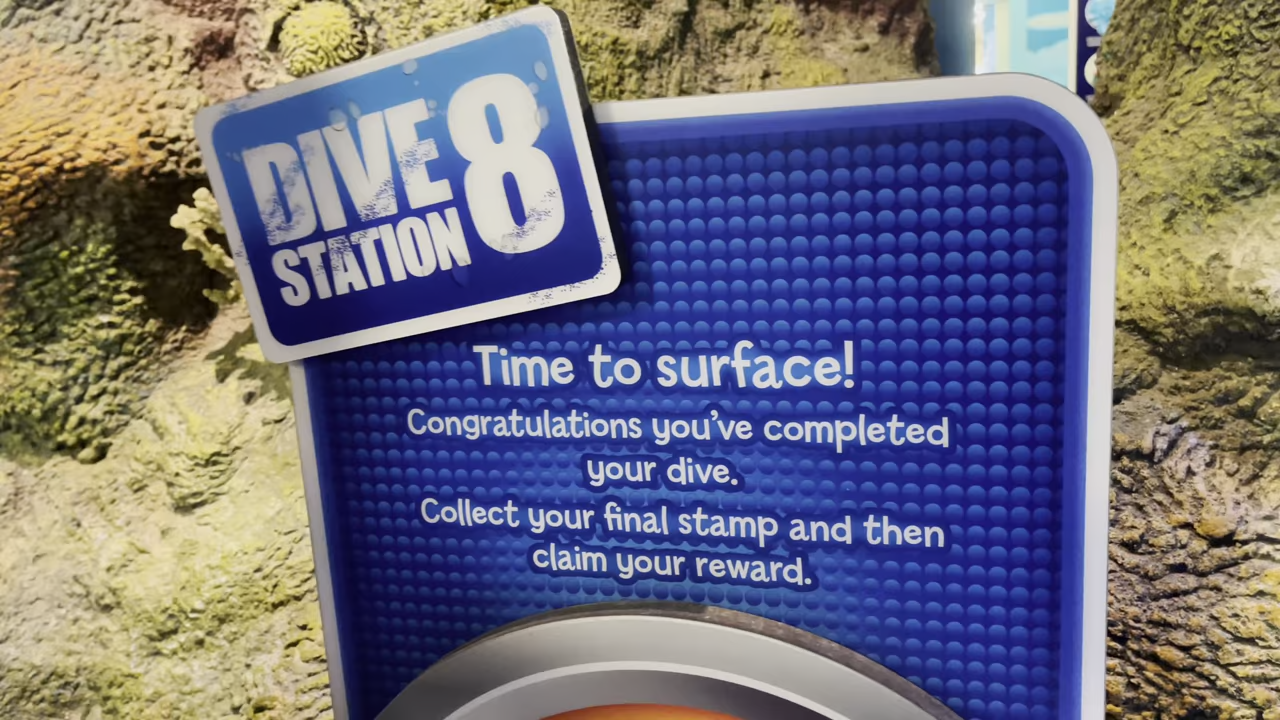 DIVE 8
STATION
Time to surface!
Congratulations you've completed
your dive.
Collect your final stamp and then
claim your reward.